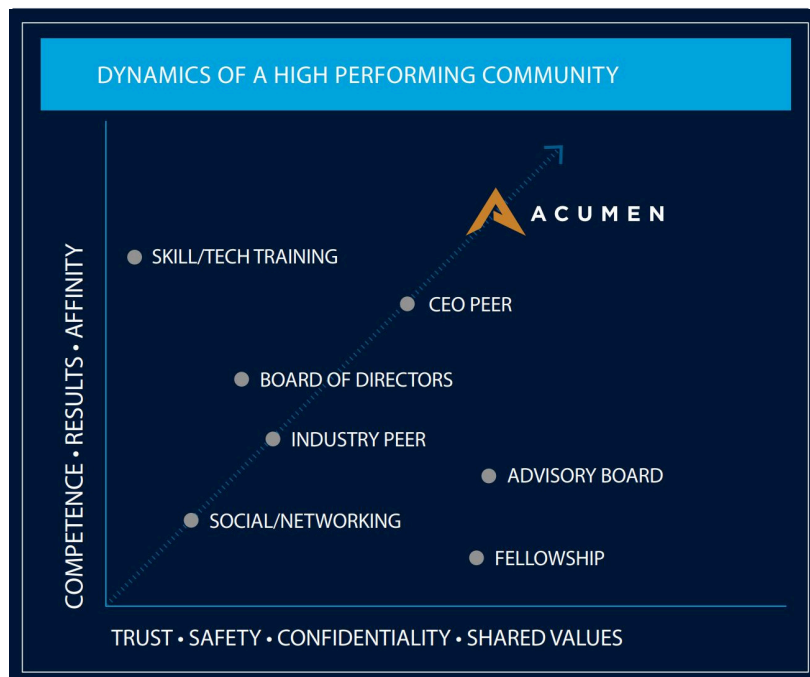 DYNAMICS OF A HIGH PERFORMING COMMUNITY
ACUMEN
SKILL/TECH TRAINING
CEO PEER
BOARD OF DIRECTORS
INDUSTRY PEER
ADVISORY BOARD
SOCIAL/NETWORKING
FELLOWSHIP
COMPETENCE • RESULTS • AFFINITY
TRUST • SAFETY • CONFIDENTIALITY • SHARED VALUES